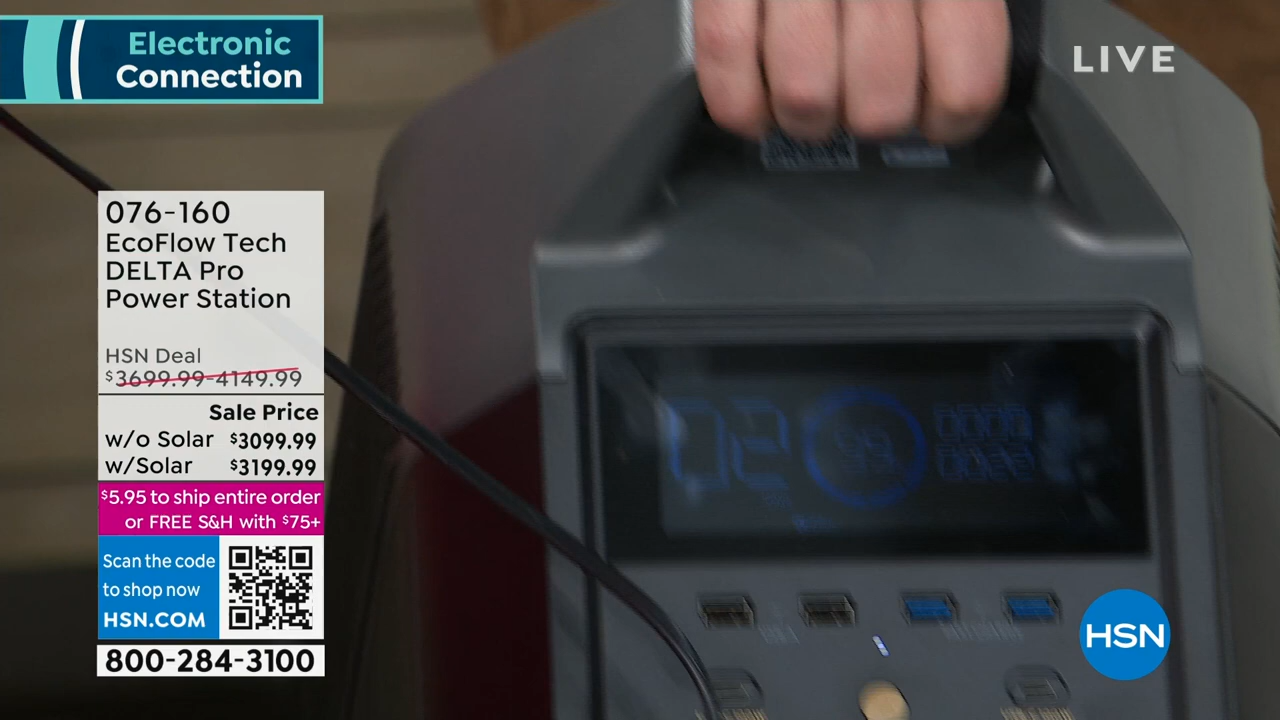 Electronic
Connection
LIVE
076-160
EcoFlow Tech
DELTA Pro
Power Station
HSN Deal
$3699.99-4149.99
Sale Price
w/o Solar $3099.99
w/Solar $3199.99
$5.95 to ship entire order
or FREE S&H with $75+
Scan the code
to shop now
HSN.COM
800-284-3100
02
99
HSN